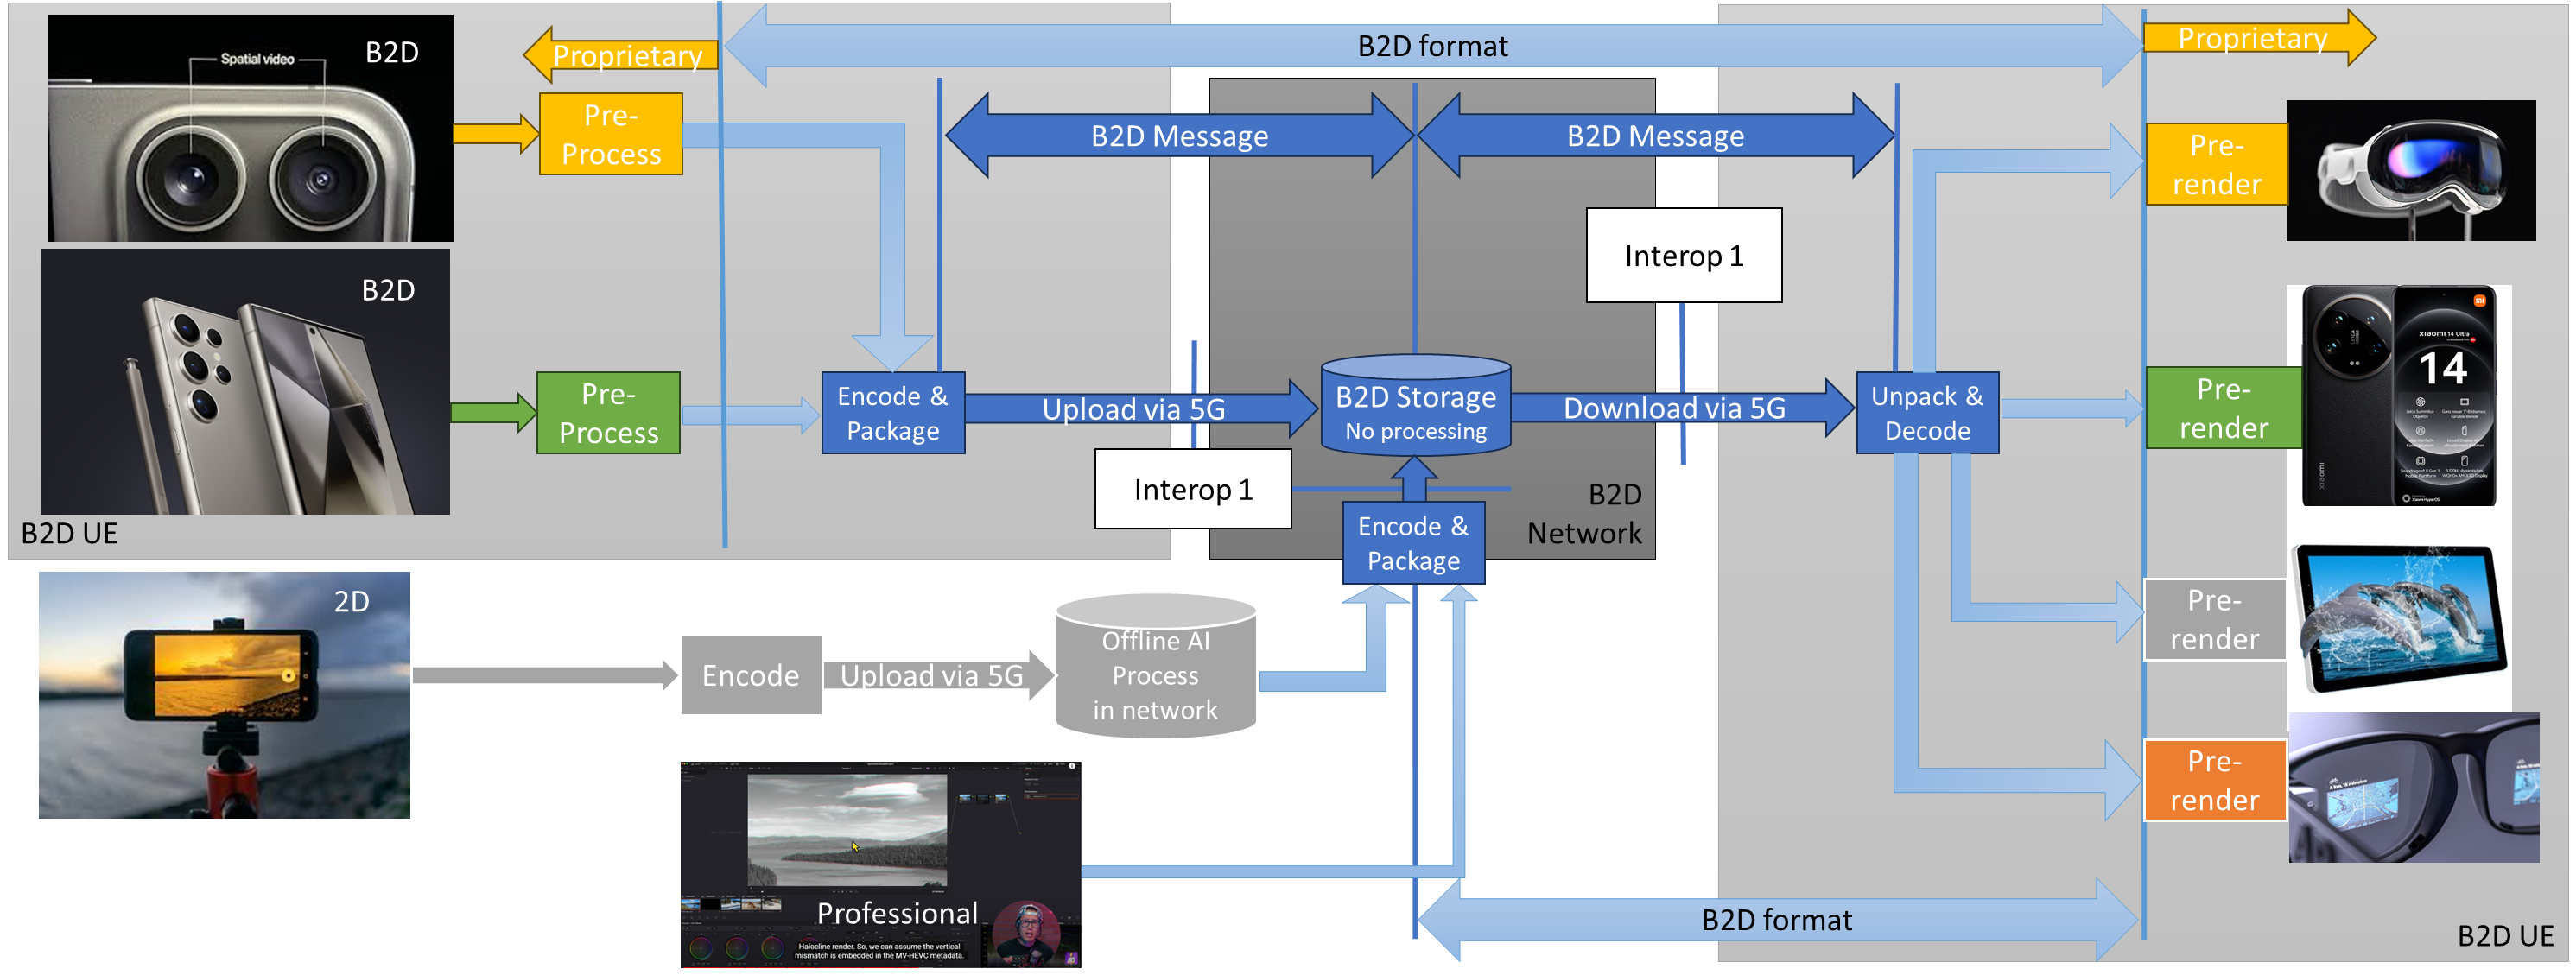 B2D
Spatial video
Proprietary
B2D format
Proprietary
Pre-
Process
B2D Message
B2D Message
Pre-
render
Interop 1
B2D
Pre-
Process
Encode &
Package
Upload via 5G
B2D Storage
No processing
Download via 5G
Unpack &
Decode
Pre-
render
xiaomi 14 Ultra
14
Interop 1
B2D
Network
B2D UE
Encode &
Package
2D
Encode
Upload via 5G
Offline AI
Process
in network
Pre-
render
Pre-
render
Professional
Halocline render. So, we can assume the vertical
mismatch is embedded in the MV-HEVC metadata.
B2D format
B2D UE